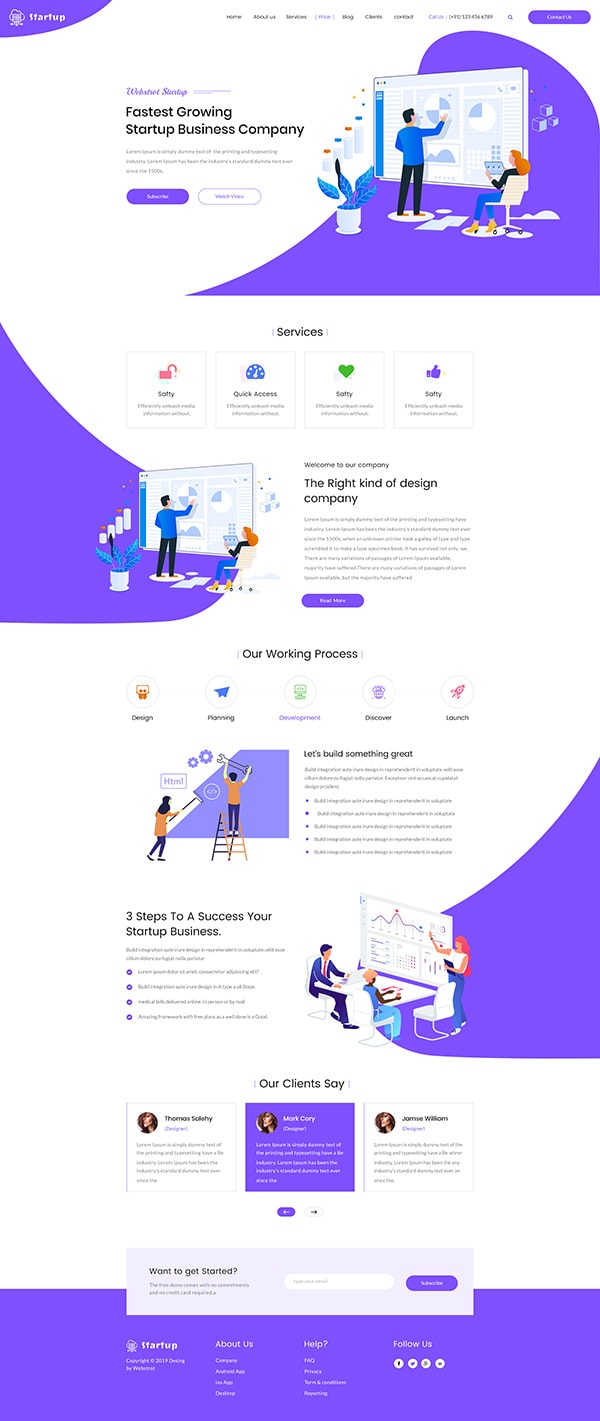 Startup
Home About us Services | Price | Blog Clients contact Call Us : (+91) 123 456 6789 Contact Us
Webstrot Startup
Fastest Growing
Startup Business Company
Lorem Ipsum is simply dummy text of the printing and typesetting
industry. Lorem Ipsum has been the industry's standard dummy text ever
since the 1500s,
Subscribe Watch Video
| Services |
Safty Quick Access Safty Safty
Efficiently unleash media Efficiently unleash media Efficiently unleash media Efficiently unleash media
information without. information without. information without. information without.
Welcome to our company
The Right kind of design
company
Lorem Ipsum is simply dummy text of the printing and typesetting
industry. Lorem Ipsum has been the industry's standard dummy text ever
since the 1500s, when an unknown printer took a galley of type and type
scrambled it to make a type specimen book. It has survived not only. we.
There are many variations of passages of Lorem Ipsum available,
majority have suffered There are many variations of passages of Lorem
Ipsum available, but the majority have suffered
Read More
| Our Working Process |
Design Planning Development Discover Launch
Html
</>
Let's build something great
Build integration aute irure design in reprehenderit in voluptate velit esse
cillum dolore eu fugiat nulla pariatur. Excepteur sint occaecat cupidatat
design proident.
Build integration aute irure design in reprehenderit in voluptate
Build integration aute irure design in reprehenderit in voluptate
Build integration aute irure design in reprehenderit in voluptate
Build integration aute irure design in reprehenderit in voluptate
Build integration aute irure design in reprehenderit in voluptate
3 Steps To A Success Your
Startup Business.
Build integration aute irure design in reprehenderit in voluptate velit esse
cillum dolore eu fugiat nulla pariatur.
Lorem ipsum dolor sit amet, consectetur adipisicing elit?
Build integration aute irure design in A type a o8 Steps
medical bills delivered online, in person or by mail
Amazing framework with free plans as a well done is a Good.
| Our Clients Say |
Thomas Salehy
(Designer)
Lorem Ipsum is simply dummy text of
the printing and typesetting a Be
industry. Lorem Ipsum has been the
industry's standard dummy text ever
since the
Mark Cory
(Designer)
Lorem Ipsum is simply dummy text of
the printing and typesetting a Be
industry. Lorem Ipsum has been the
industry's standard dummy text ever
since the
Jamse William
(Designer)
Lorem Ipsum is simply dummy text of
the printing and typesetting a Be
industry. Lorem Ipsum has been the
industry's standard dummy text ever
since the
Want to get Started?
The free demo comes with no commitments
and no credit card required.a
type your email
Subscribe
Startup
Copyright © 2019 Desing
by Webstrot
About Us
Company
Android App
ios App
Desktop
Help?
FAQ
Privacy
Term & conditions
Reporting
Follow Us